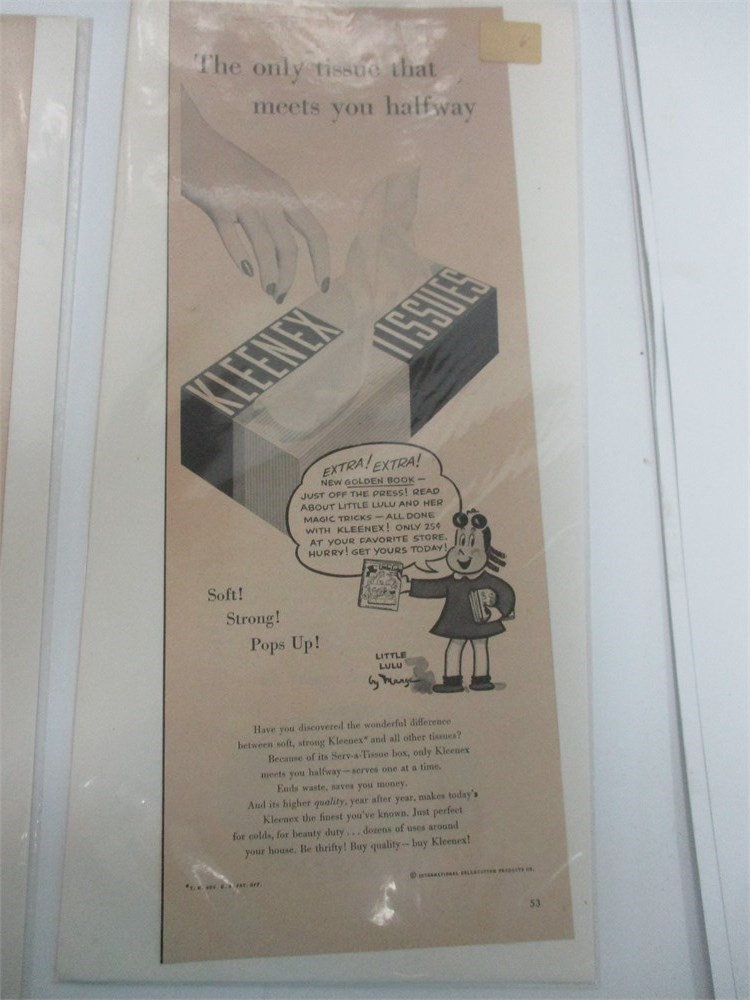 The only tissue that
meets you halfway
KLEENEX
TISSUES
EXTRA! EXTRA!
NEW GOLDEN BOOK —
JUST OFF THE PRESS! READ
ABOUT LITTLE LULU AND HER
MAGIC TRICKS — ALL DONE
WITH KLEENEX! ONLY 25¢
AT YOUR FAVORITE STORE.
HURRY! GET YOURS TODAY!
Soft!
Strong!
Pops Up!
LITTLE
LULU
by Marge
Have you discovered the wonderful difference
between soft, strong Kleenex* and all other tissues?
Because of its Serv-a-Tissue box, only Kleenex
meets you halfway — serves one at a time.
Ends waste, saves you money.
And its higher quality, year after year, makes today's
Kleenex the finest you've known. Just perfect
for colds, for beauty duty . . . dozens of uses around
your house. Be thrifty! Buy quality — buy Kleenex!
© INTERNATIONAL CELLUCOTTON PRODUCTS CO.
*T. M. REG. U. S. PAT. OFF.
53